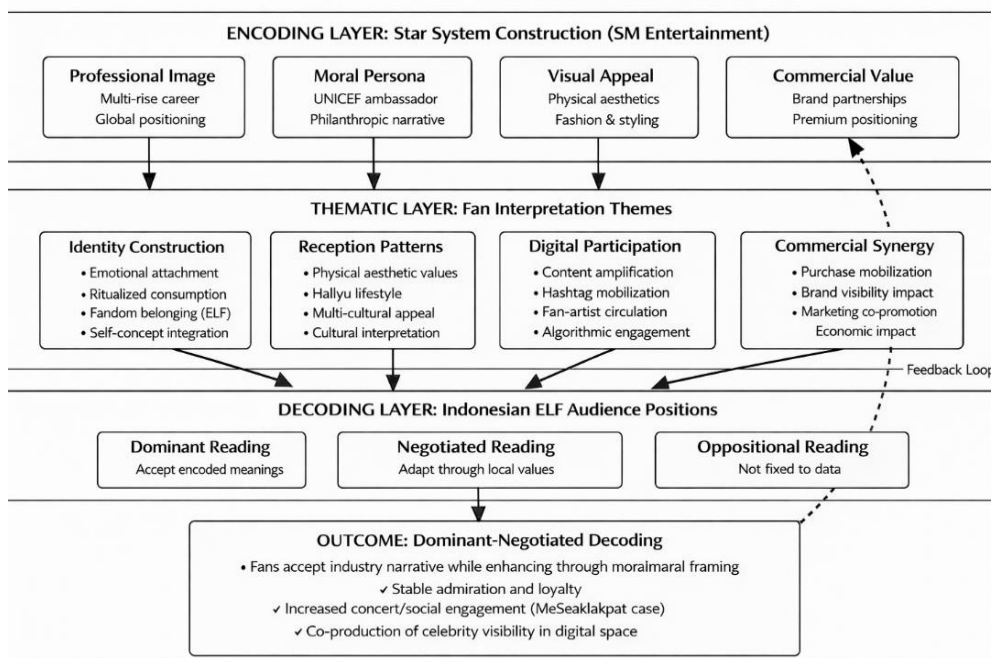 ENCODING LAYER: Star System Construction (SM Entertainment)
Professional Image
Multi-rise career
Global positioning
Moral Persona
UNICEF ambassador
Philanthropic narrative
Visual Appeal
Physical aesthetics
Fashion & styling
Commercial Value
Brand partnerships
Premium positioning
THEMATIC LAYER: Fan Interpretation Themes
Identity Construction
• Emotional attachment
• Ritualized consumption
• Fandom belonging (ELF)
• Self-concept integration
Reception Patterns
• Physical aesthetic values
• Hallyu lifestyle
• Multi-cultural appeal
• Cultural interpretation
Digital Participation
• Content amplification
• Hashtag mobilization
• Fan-artist circulation
• Algorithmic engagement
Commercial Synergy
• Purchase mobilization
• Brand visibility impact
• Marketing co-promotion
Economic impact
Feedback Loop
DECODING LAYER: Indonesian ELF Audience Positions
Dominant Reading
Accept encoded meanings
Negotiated Reading
Adapt through local values
Oppositional Reading
Not fixed to data
OUTCOME: Dominant-Negotiated Decoding
• Fans accept industry narrative while enhancing through moralmaral framing
✓ Stable admiration and loyalty
✓ Increased concert/social engagement (MeSeaklakpat case)
✓ Co-production of celebrity visibility in digital space